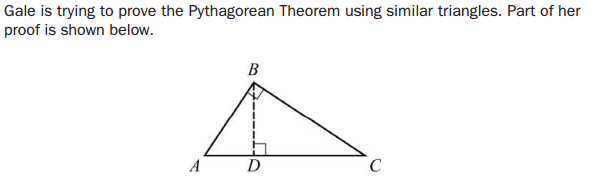 Gale is trying to prove the Pythagorean Theorem using similar triangles. Part of her
proof is shown below.
B
A
D
C